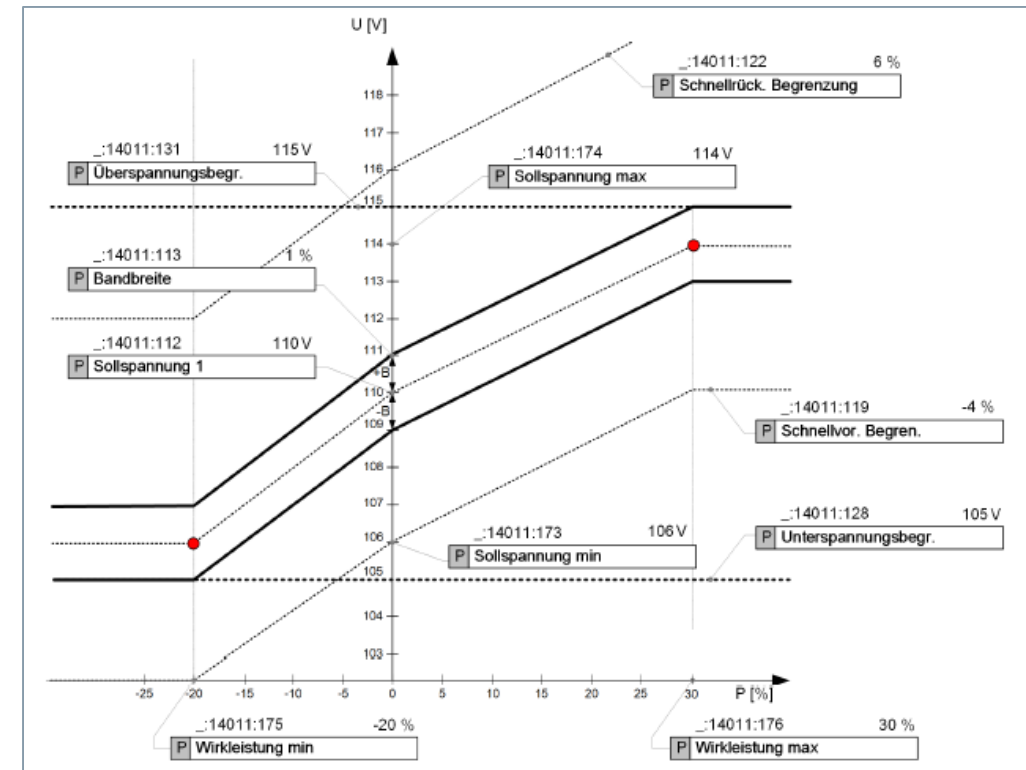 U [V]
_:14011:122 6 %
P Schnellrück. Begrenzung
118
117
_:14011:131 115 V
P Überspannungsbegr.
_:14011:174 114 V
P Sollspannung max
116
115
114
_:14011:113 1 %
P Bandbreite
113
112
_:14011:112 110 V
P Sollspannung 1
111
+B
110
-B
109
_:14011:119 -4 %
P Schnellvor. Begren.
108
107
106
_:14011:173 106 V
P Sollspannung min
_:14011:128 105 V
P Unterspannungsbegr.
105
104
103
-25 -20 -15 -10 -5 0 5 10 15 20 25 30 P [%]
_:14011:175 -20 %
P Wirkleistung min
_:14011:176 30 %
P Wirkleistung max